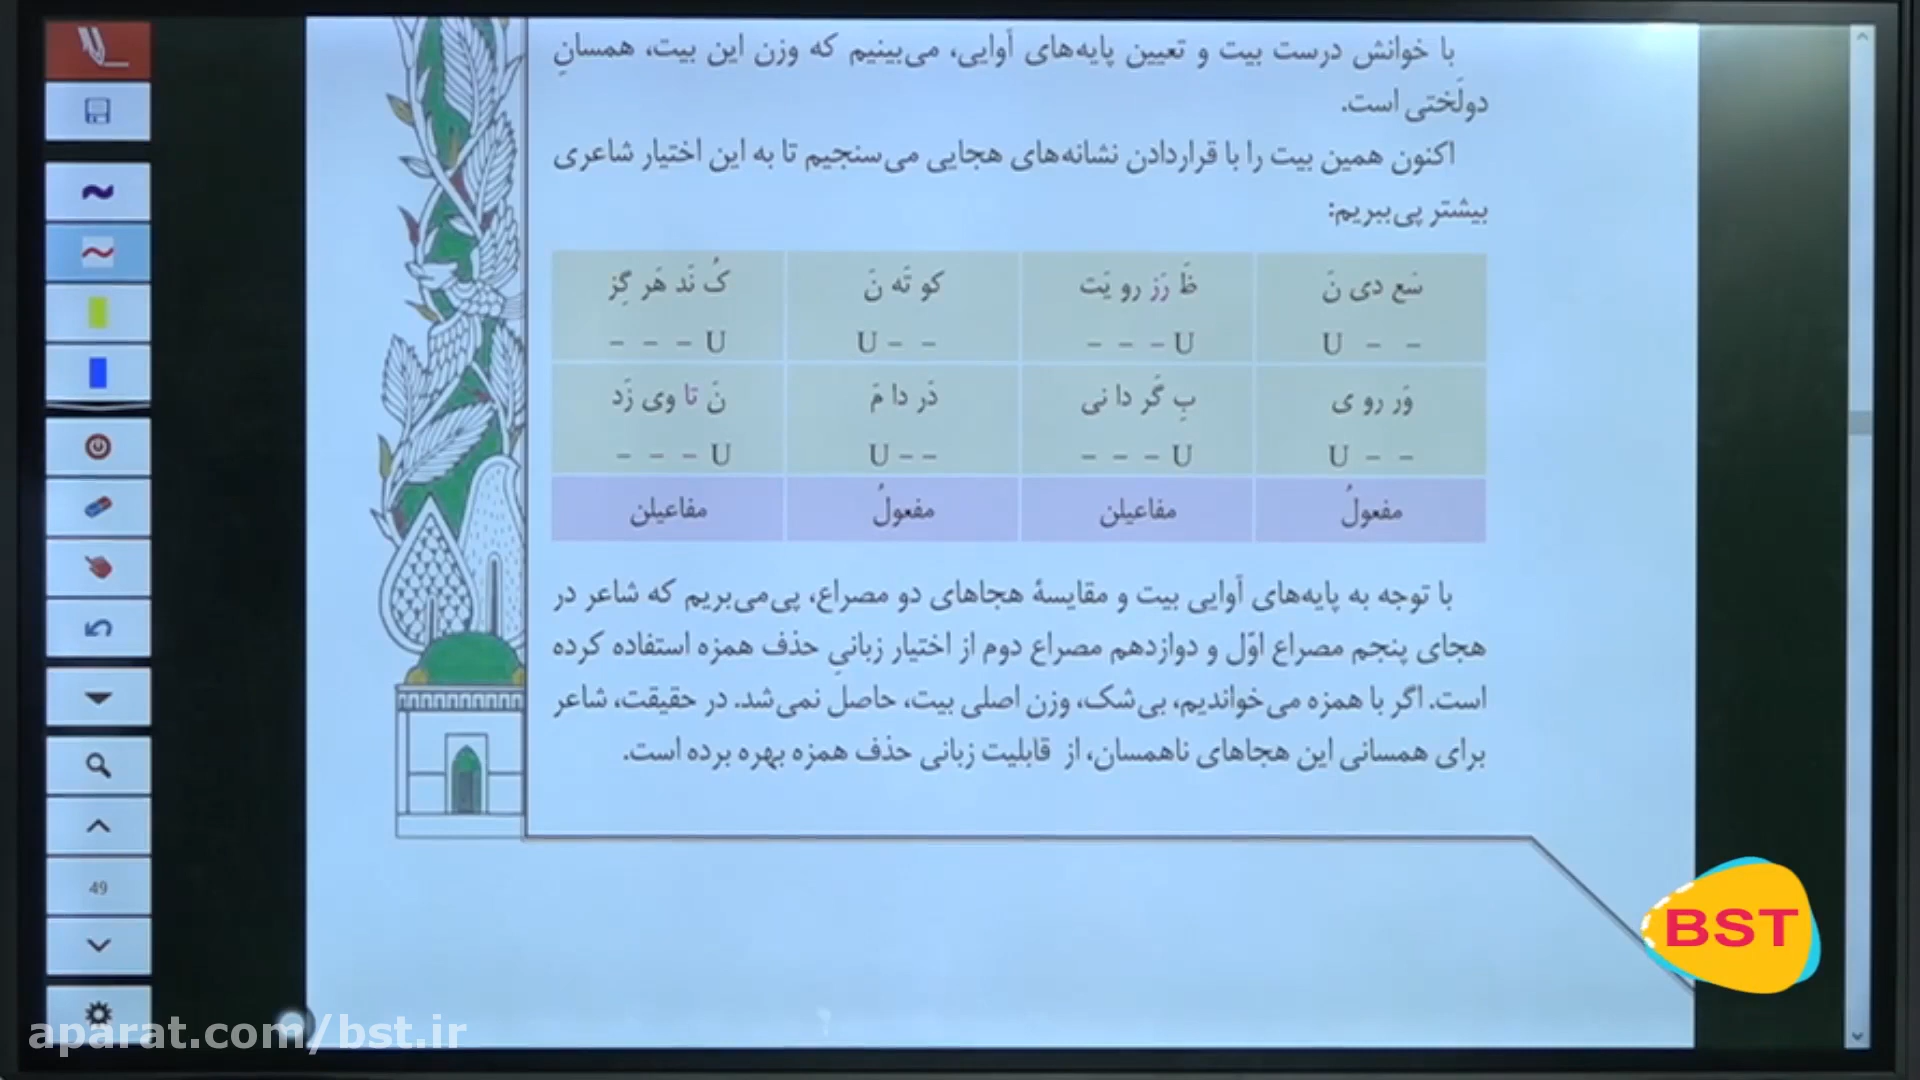 با خوانش درست بیت و تعیین پایه‌های آوایی، می‌بینیم که وزن این بیت، همسانِ
دولَختی است.
اکنون همین بیت را با قراردادن نشانه‌های هجایی می‌سنجیم تا به این اختیار شاعری
بیشتر پی‌ببریم:
سَع دی نَ	ظَ رَز رو یَت	کو تَه نَ	کُ نَد هَر گِز
– – U	U – – –	– – U	U – – –
وَر رو ی	بِ گَر دا نی	دَر دا مَ	نَ تا وی زَد
– – U	U – – –	– – U	U – – –
مفعولُ	مفاعیلن	مفعولُ	مفاعیلن
با توجه به پایه‌های آوایی بیت و مقایسهٔ هجاهای دو مصراع، پی‌می‌بریم که شاعر در
هجای پنجم مصراع اوّل و دوازدهم مصراع دوم از اختیار زبانیِ حذف همزه استفاده کرده
است. اگر با همزه می‌خواندیم، بی‌شک، وزن اصلی بیت، حاصل نمی‌شد. در حقیقت، شاعر
برای همسانی این هجاهای ناهمسان، از قابلیت زبانی حذف همزه بهره برده است.
49
BST
aparat.com/bst.ir